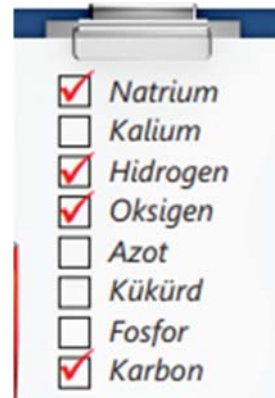 Natrium
Kalium
Hidrogen
Oksigen
Azot
Kükürd
Fosfor
Karbon